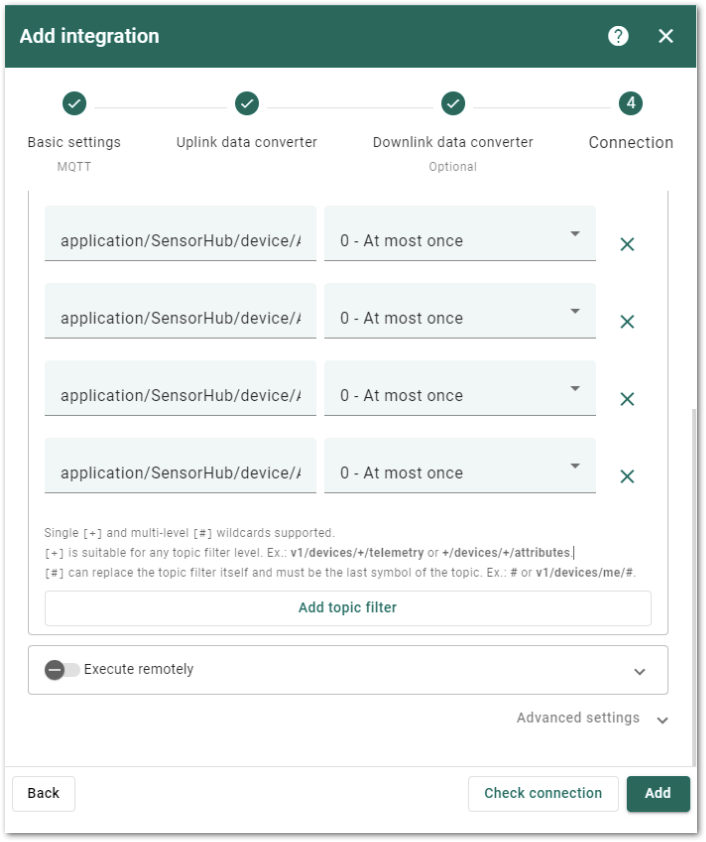 Add integration ?
4
Basic settings Uplink data converter Downlink data converter Connection
MQTT Optional
application/SensorHub/device/ 0 - At most once
application/SensorHub/device/ 0 - At most once
application/SensorHub/device/ 0 - At most once
application/SensorHub/device/ 0 - At most once
Single [+] and multi-level [#] wildcards supported.
[+] is suitable for any topic filter level. Ex.: v1/devices/+/telemetry or +/devices/+/attributes.
[#] can replace the topic filter itself and must be the last symbol of the topic. Ex.: # or v1/devices/me/#.
Add topic filter
Execute remotely
Advanced settings
Back Check connection Add